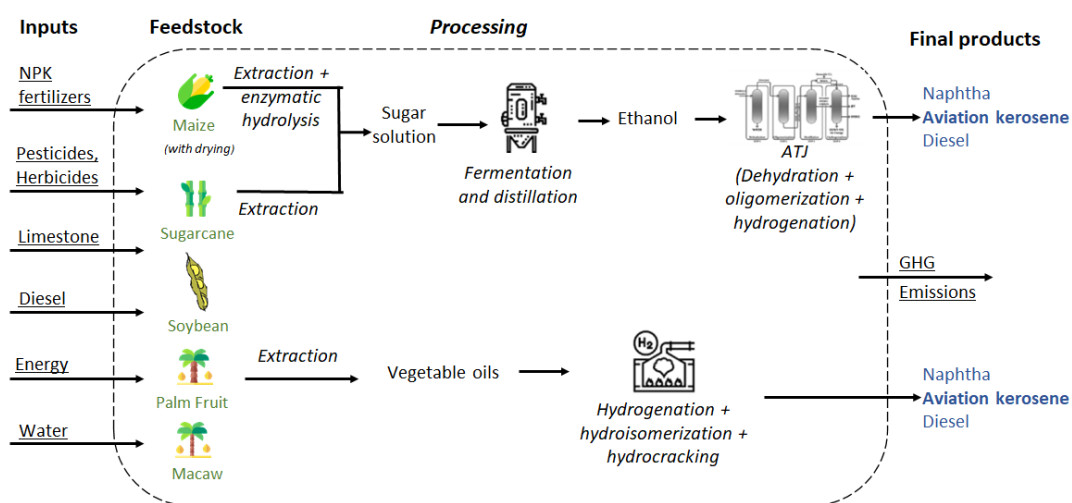 Inputs
Feedstock
Processing
Final products
NPK
fertilizers
Pesticides,
Herbicides
Limestone
Diesel
Energy
Water
Maize
(with drying)
Sugarcane
Soybean
Palm Fruit
Macaw
Extraction +
enzymatic
hydrolysis
Extraction
Sugar
solution
Fermentation
and distillation
Ethanol
ATJ
(Dehydration +
oligomerization +
hydrogenation)
Naphtha
Aviation kerosene
Diesel
GHG
Emissions
Extraction
Vegetable oils
H2
Hydrogenation +
hydroisomerization +
hydrocracking
Naphtha
Aviation kerosene
Diesel